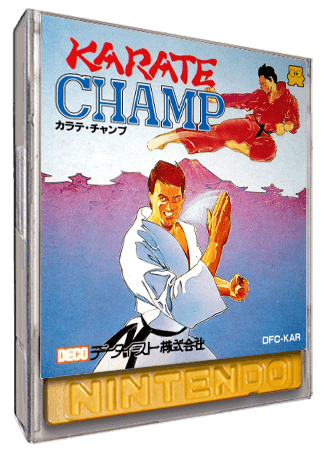 KARATE
CHAMP
カラテ・チャンプ
DECO データイースト株式会社
DFC-KAR
NINTENDO